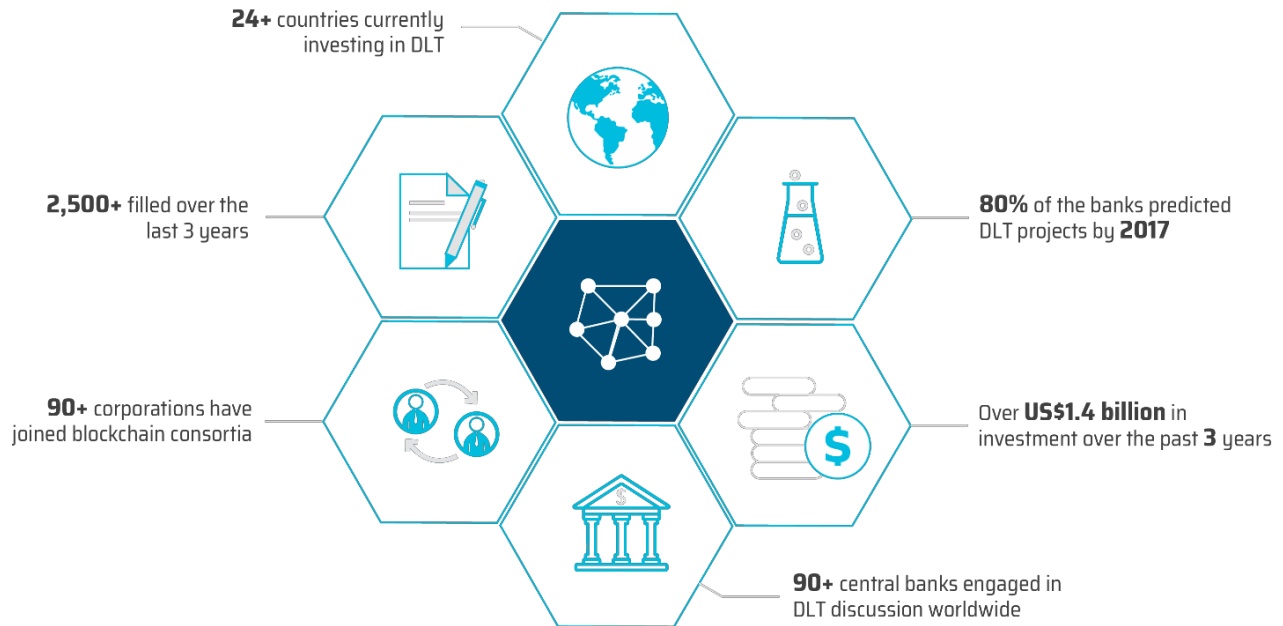 24+ countries currently
investing in DLT
2,500+ filled over the
last 3 years
80% of the banks predicted
DLT projects by 2017
90+ corporations have
joined blockchain consortia
Over US$1.4 billion in
investment over the past 3 years
$
$
90+ central banks engaged in
DLT discussion worldwide